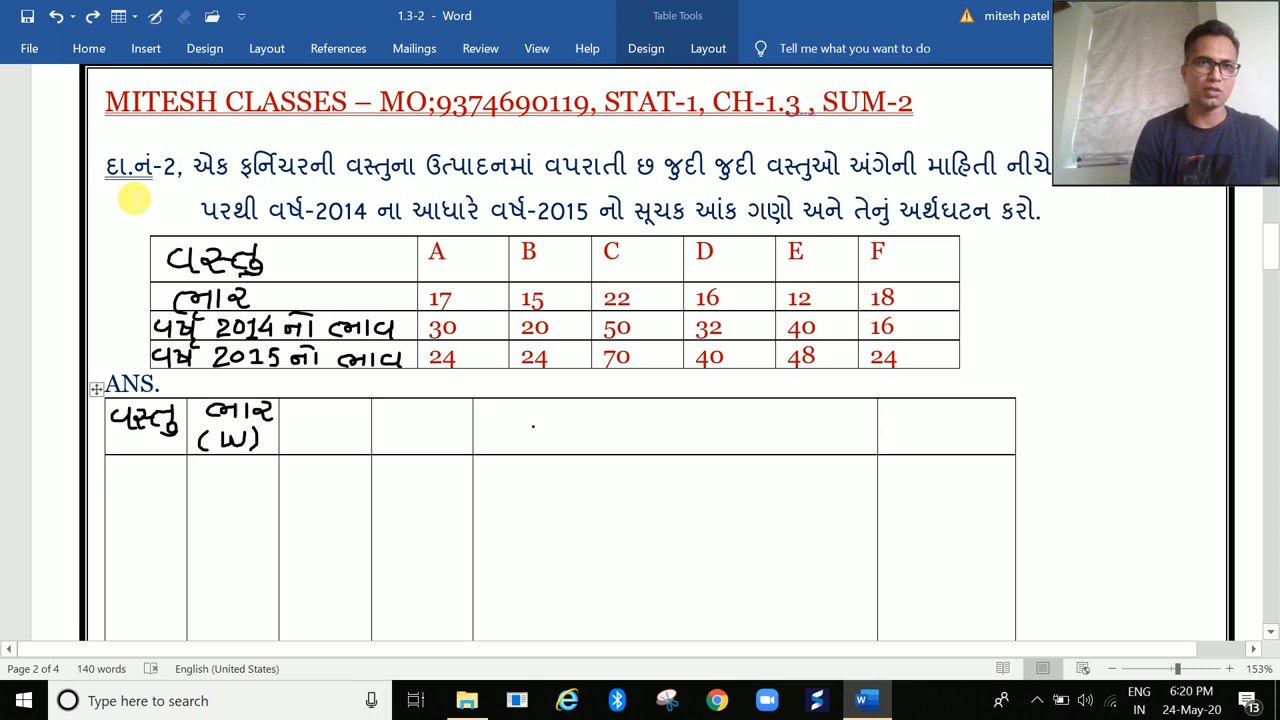 1.3-2 - Word
Table Tools
mitesh patel
File Home Insert Design Layout References Mailings Review View Help Design Layout Tell me what you want to do
MITESH CLASSES – MO;9374690119, STAT-1, CH-1.3 , SUM-2
દા.નં-2, એક ફર્નિચરની વસ્તુના ઉત્પાદનમાં વપરાતી છ જુદી જુદી વસ્તુઓ અંગેની માહિતી નીચે
પરથી વર્ષ-2014 ના આધારે વર્ષ-2015 નો સૂચક આંક ગણો અને તેનું અર્થઘટન કરો.
વસ્તુ A B C D E F
ભાર 17 15 22 16 12 18
વર્ષ 2014 નો ભાવ 30 20 50 32 40 16
વર્ષ 2015 નો ભાવ 24 24 70 40 48 24
ANS.
વસ્તુ ભાર
(W)
Page 2 of 4 140 words English (United States) 153%
Type here to search
ENG
IN
6:20 PM
24-May-20
13